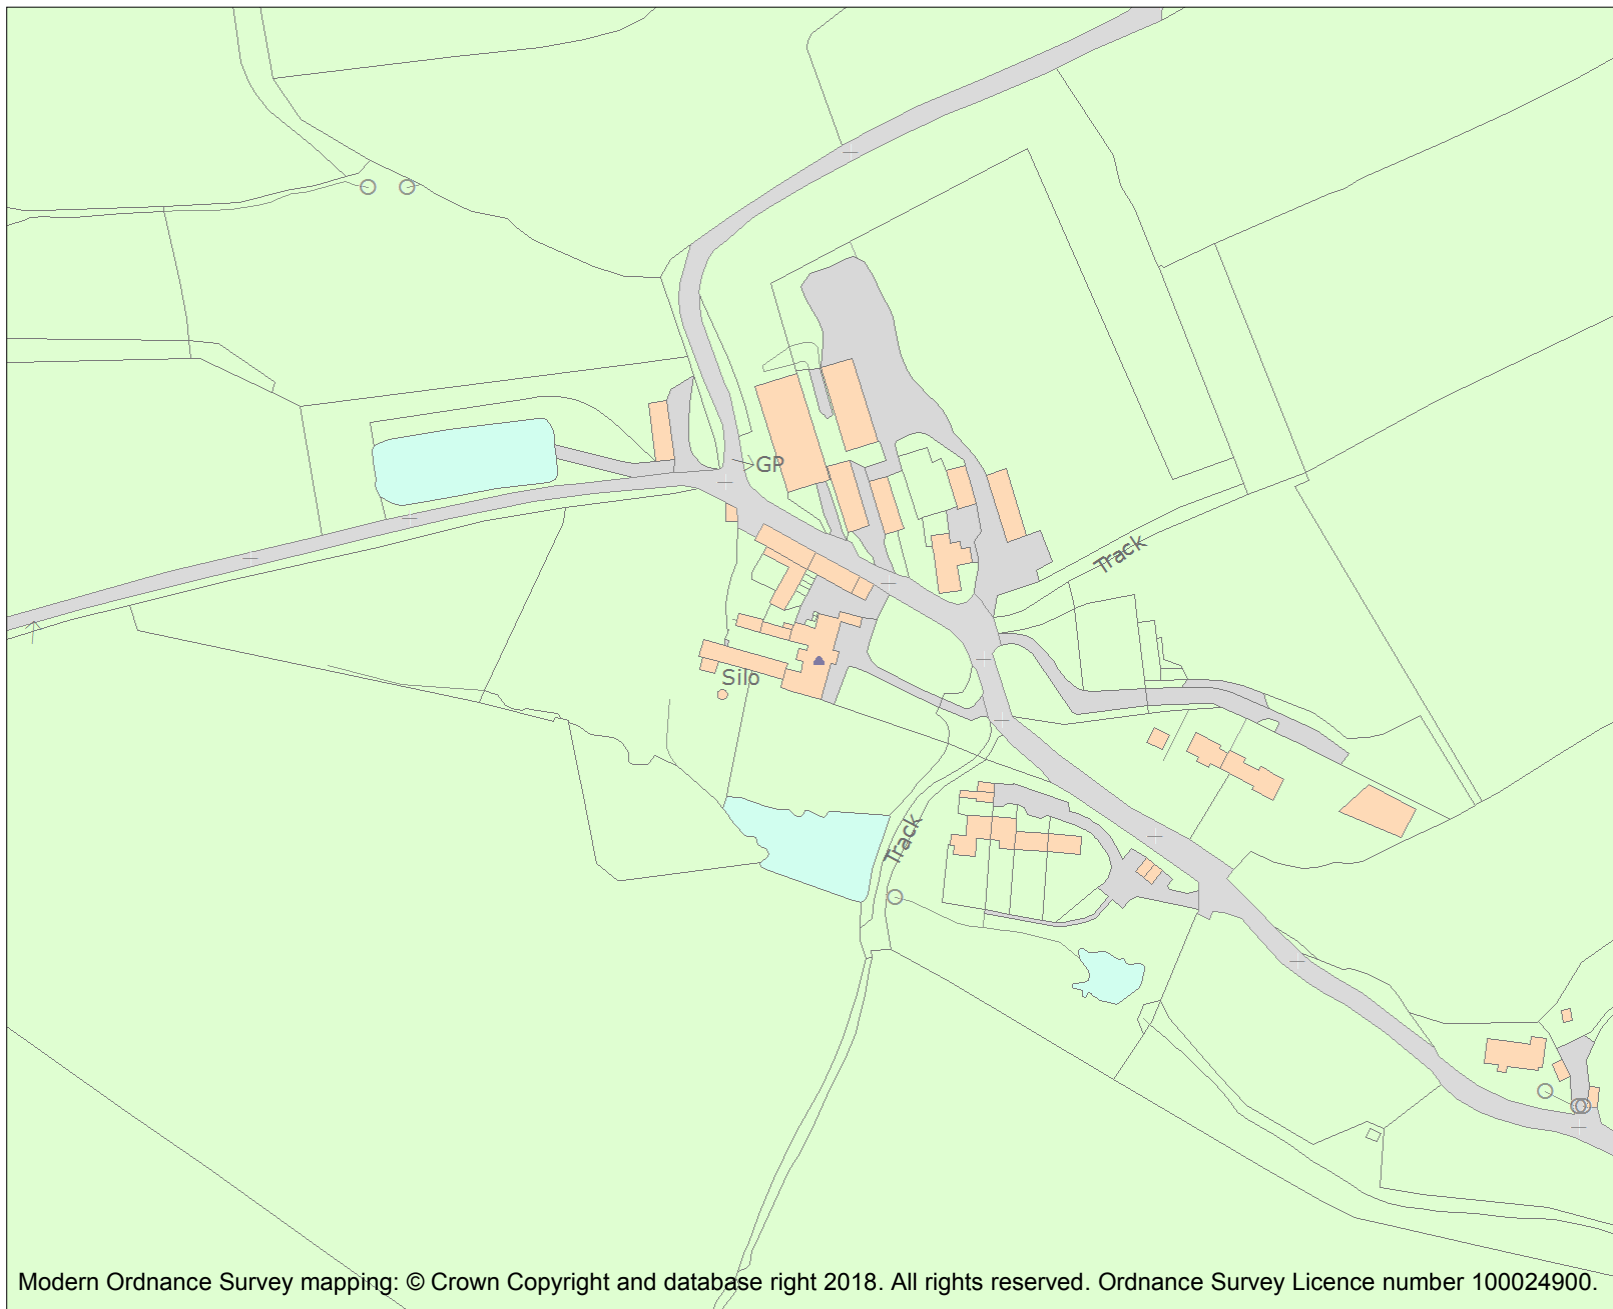 GP
Track
Silo
Track
Modern Ordnance Survey mapping: © Crown Copyright and database right 2018. All rights reserved. Ordnance Survey Licence number 100024900.